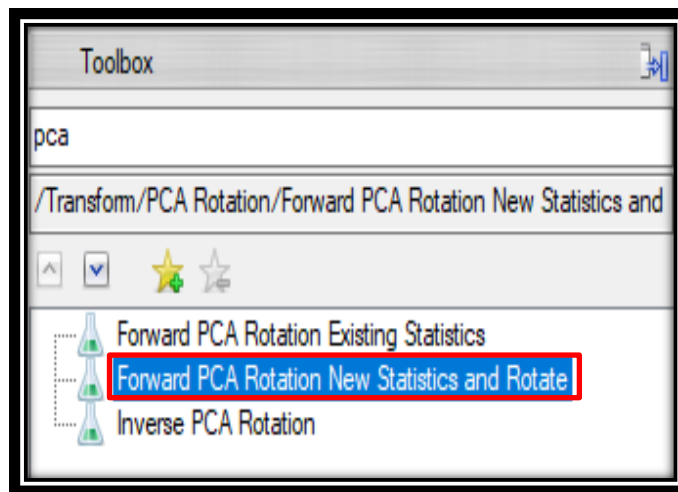 Toolbox
pca
/Transform/PCA Rotation/Forward PCA Rotation New Statistics and
Forward PCA Rotation Existing Statistics
Forward PCA Rotation New Statistics and Rotate
Inverse PCA Rotation